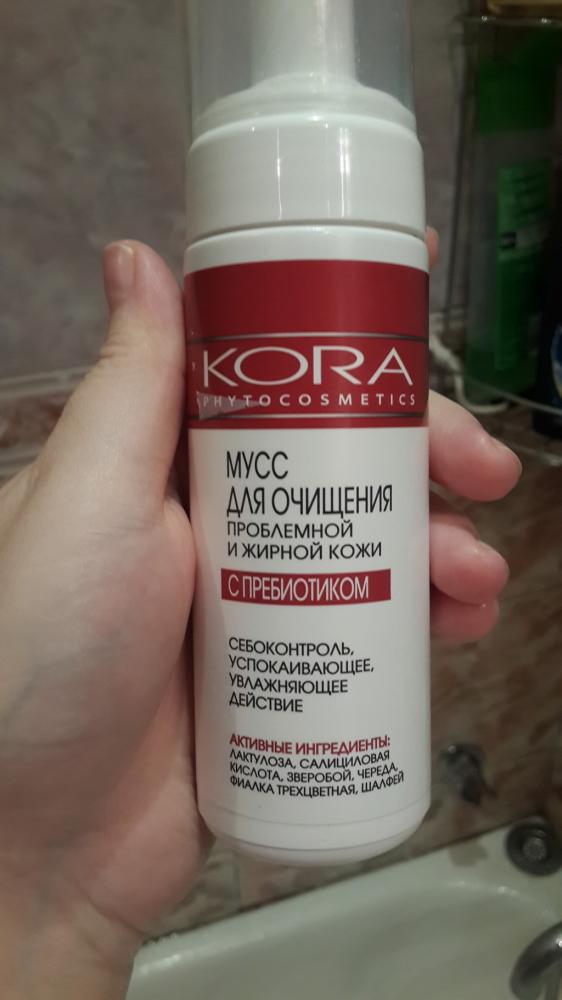 KORA
PHYTOCOSMETICS
МУСС
ДЛЯ ОЧИЩЕНИЯ
ПРОБЛЕМНОЙ
И ЖИРНОЙ КОЖИ
С ПРЕБИОТИКОМ
СЕБОКОНТРОЛЬ,
УСПОКАИВАЮЩЕЕ,
УВЛАЖНЯЮЩЕЕ
ДЕЙСТВИЕ
АКТИВНЫЕ ИНГРЕДИЕНТЫ:
ЛАКТУЛОЗА, САЛИЦИЛОВАЯ
КИСЛОТА, ЗВЕРОБОЙ, ЧЕРЕДА,
ФИАЛКА ТРЕХЦВЕТНАЯ, ШАЛФЕЙ